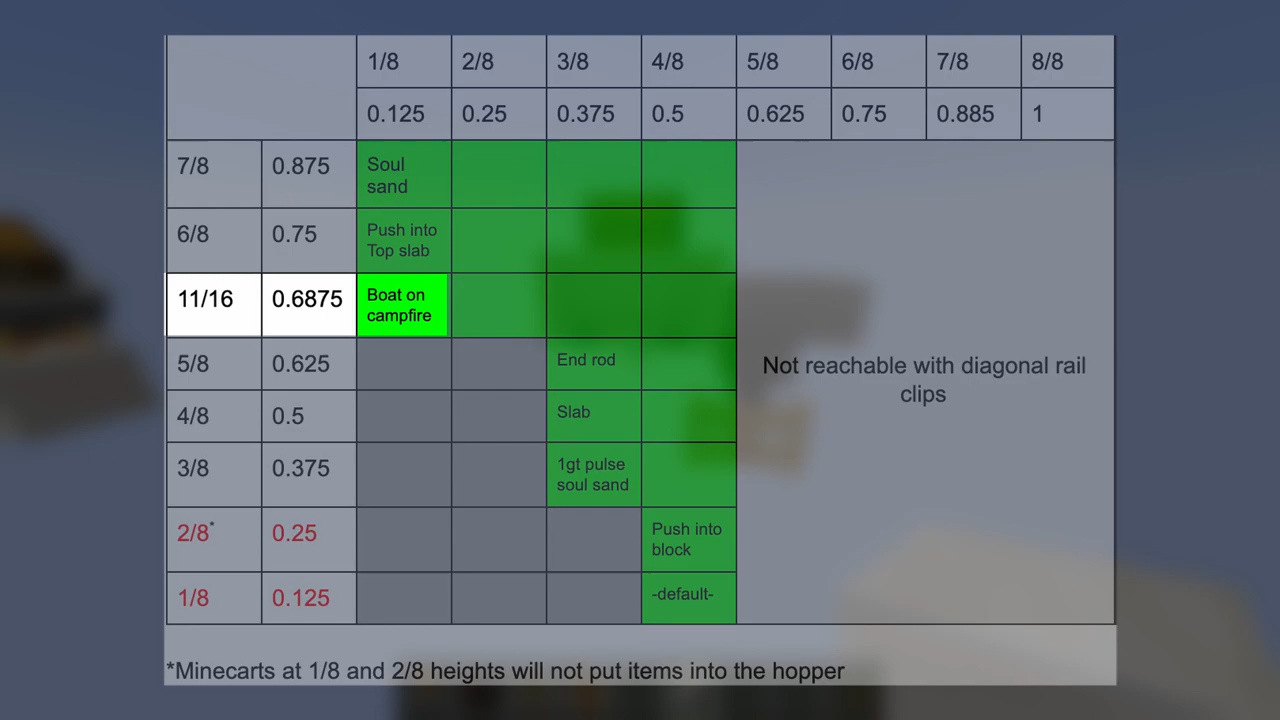 1/8 2/8 3/8 4/8 5/8 6/8 7/8 8/8
0.125 0.25 0.375 0.5 0.625 0.75 0.885 1
7/8 0.875 Soul
sand
6/8 0.75 Push into
Top slab
11/16 0.6875 Boat on
campfire
5/8 0.625 End rod
Not reachable with diagonal rail
clips
4/8 0.5 Slab
3/8 0.375 1gt pulse
soul sand
2/8* 0.25 Push into
block
1/8 0.125 -default-
*Minecarts at 1/8 and 2/8 heights will not put items into the hopper